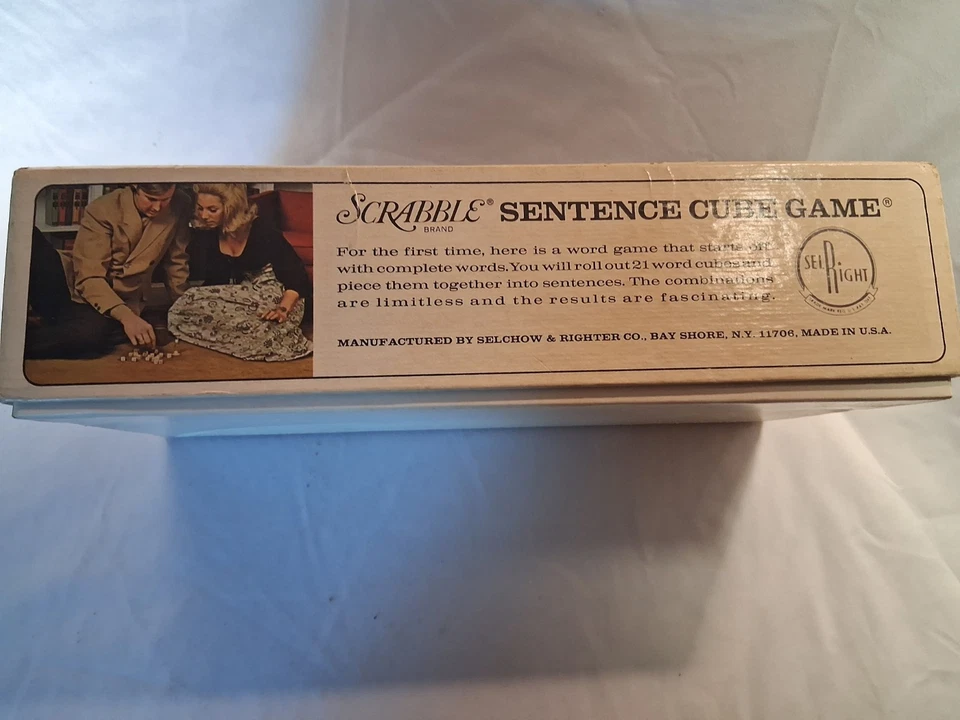 SCRABBLE® SENTENCE CUBE GAME®
BRAND
For the first time, here is a word game that starts off
with complete words. You will roll out 21 word cubes and
piece them together into sentences. The combinations
are limitless and the results are fascinating.
MANUFACTURED BY SELCHOW & RIGHTER CO., BAY SHORE, N.Y. 11706, MADE IN U.S.A.
SEL RIGHT